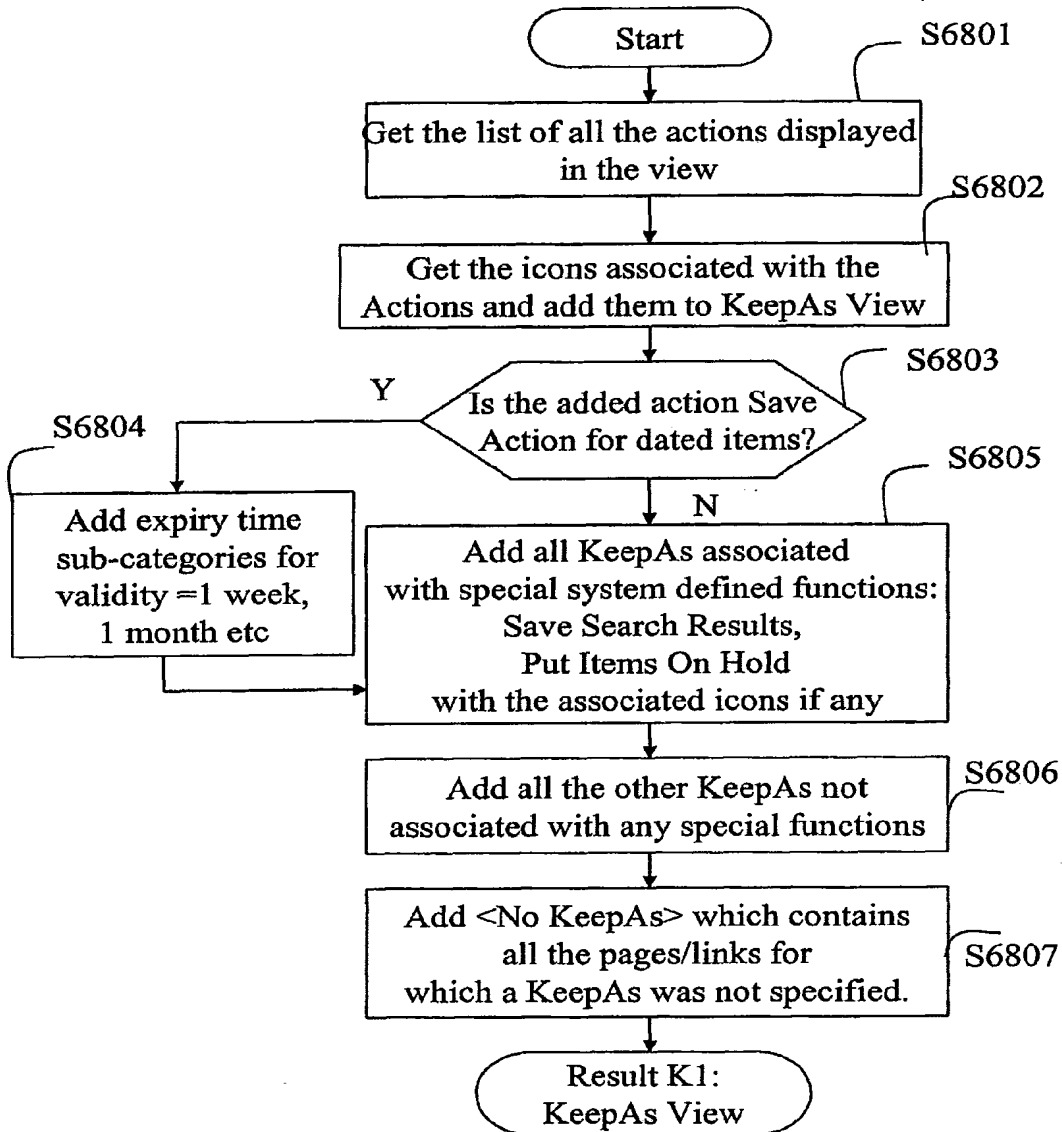 Start
S6801
Get the list of all the actions displayed
in the view
S6802
Get the icons associated with the
Actions and add them to KeepAs View
S6803
Y
Is the added action Save
Action for dated items?
S6804
S6805
N
Add expiry time
sub-categories for
validity =1 week,
1 month etc
Add all KeepAs associated
with special system defined functions:
Save Search Results,
Put Items On Hold
with the associated icons if any
S6806
Add all the other KeepAs not
associated with any special functions
Add <No KeepAs> which contains
all the pages/links for
which a KeepAs was not specified.
S6807
Result K1:
KeepAs View